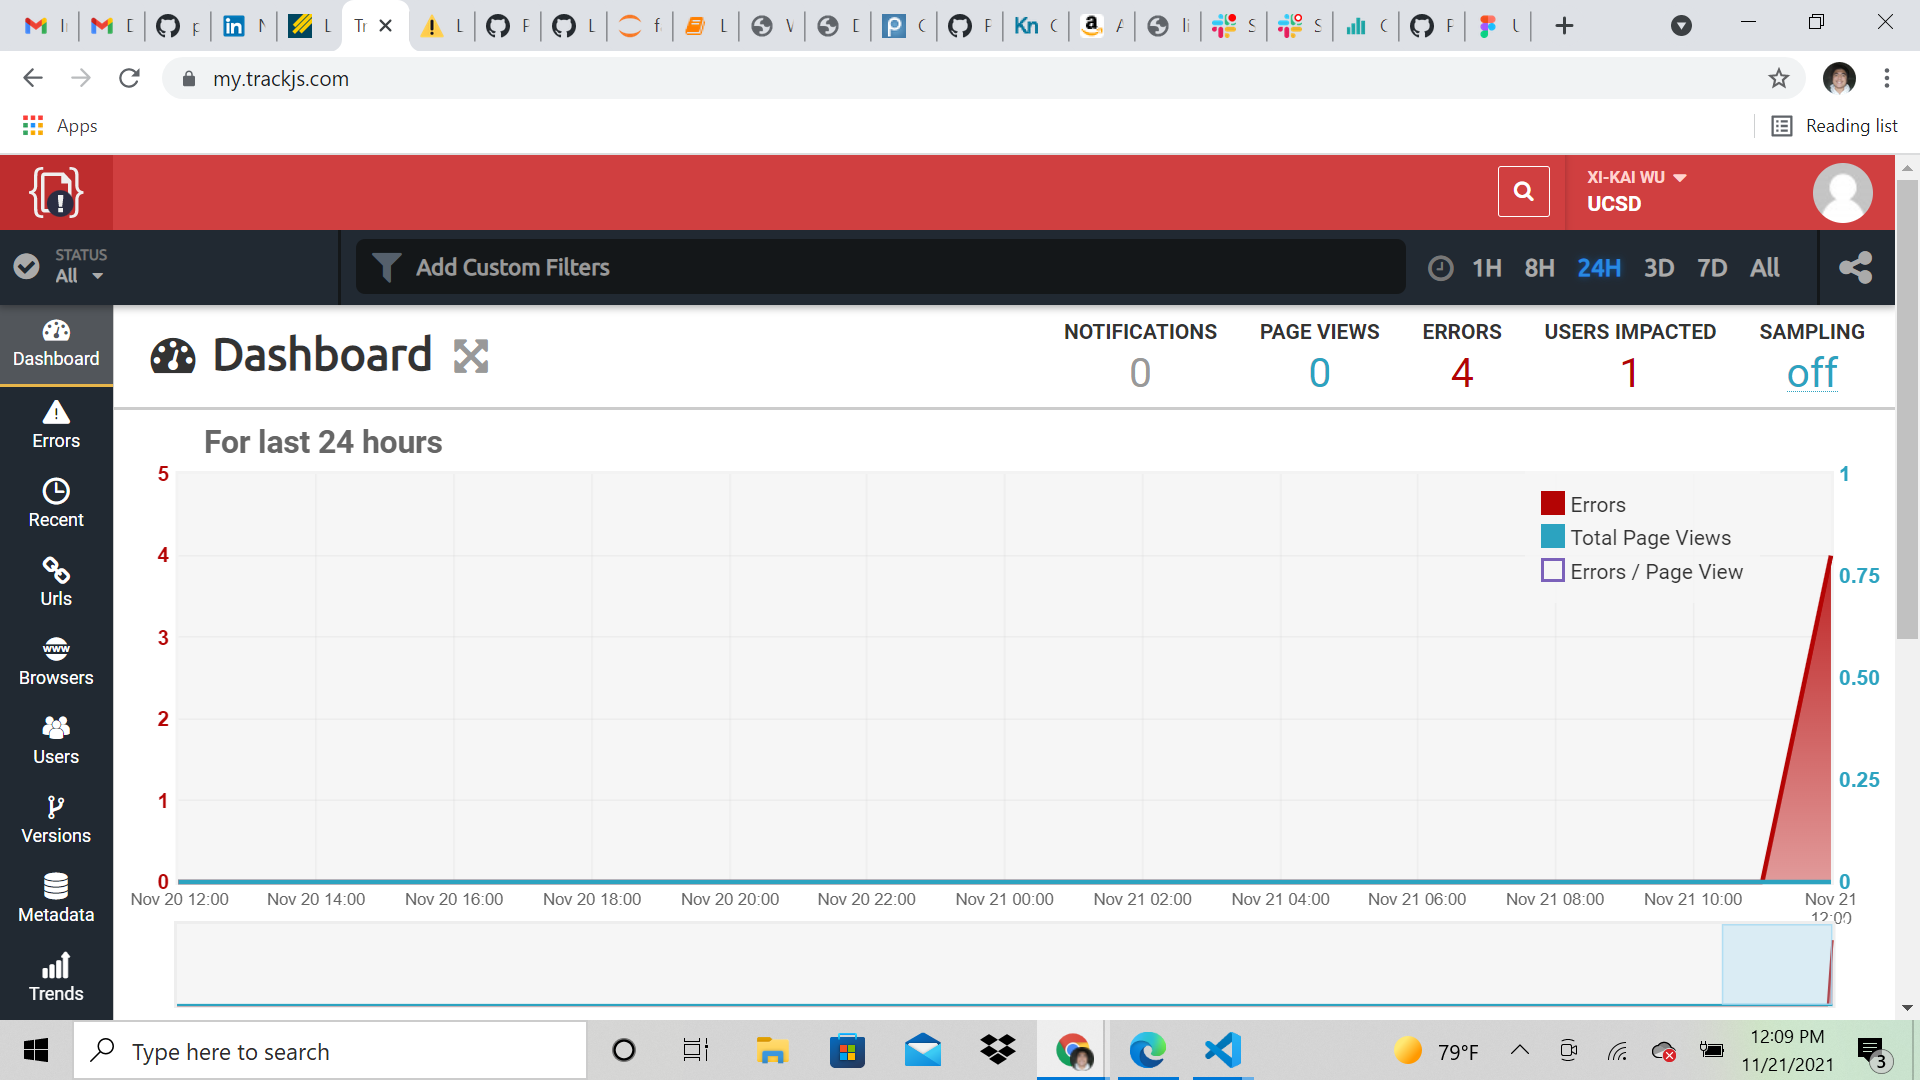 my.trackjs.com
Apps
Reading list
XI-KAI WU
UCSD
STATUS
All
Add Custom Filters
1H 8H 24H 3D 7D All
Dashboard
Errors
Recent
Urls
www
Browsers
Users
Versions
Metadata
Trends
Dashboard
NOTIFICATIONS
0
PAGE VIEWS
0
ERRORS
4
USERS IMPACTED
1
SAMPLING
off
For last 24 hours
5
4
3
2
1
0
1
0.75
0.50
0.25
0
Errors
Total Page Views
Errors / Page View
Nov 20 12:00 Nov 20 14:00 Nov 20 16:00 Nov 20 18:00 Nov 20 20:00 Nov 20 22:00 Nov 21 00:00 Nov 21 02:00 Nov 21 04:00 Nov 21 06:00 Nov 21 08:00 Nov 21 10:00 Nov 21
12:00
Type here to search
79°F
12:09 PM
11/21/2021
3